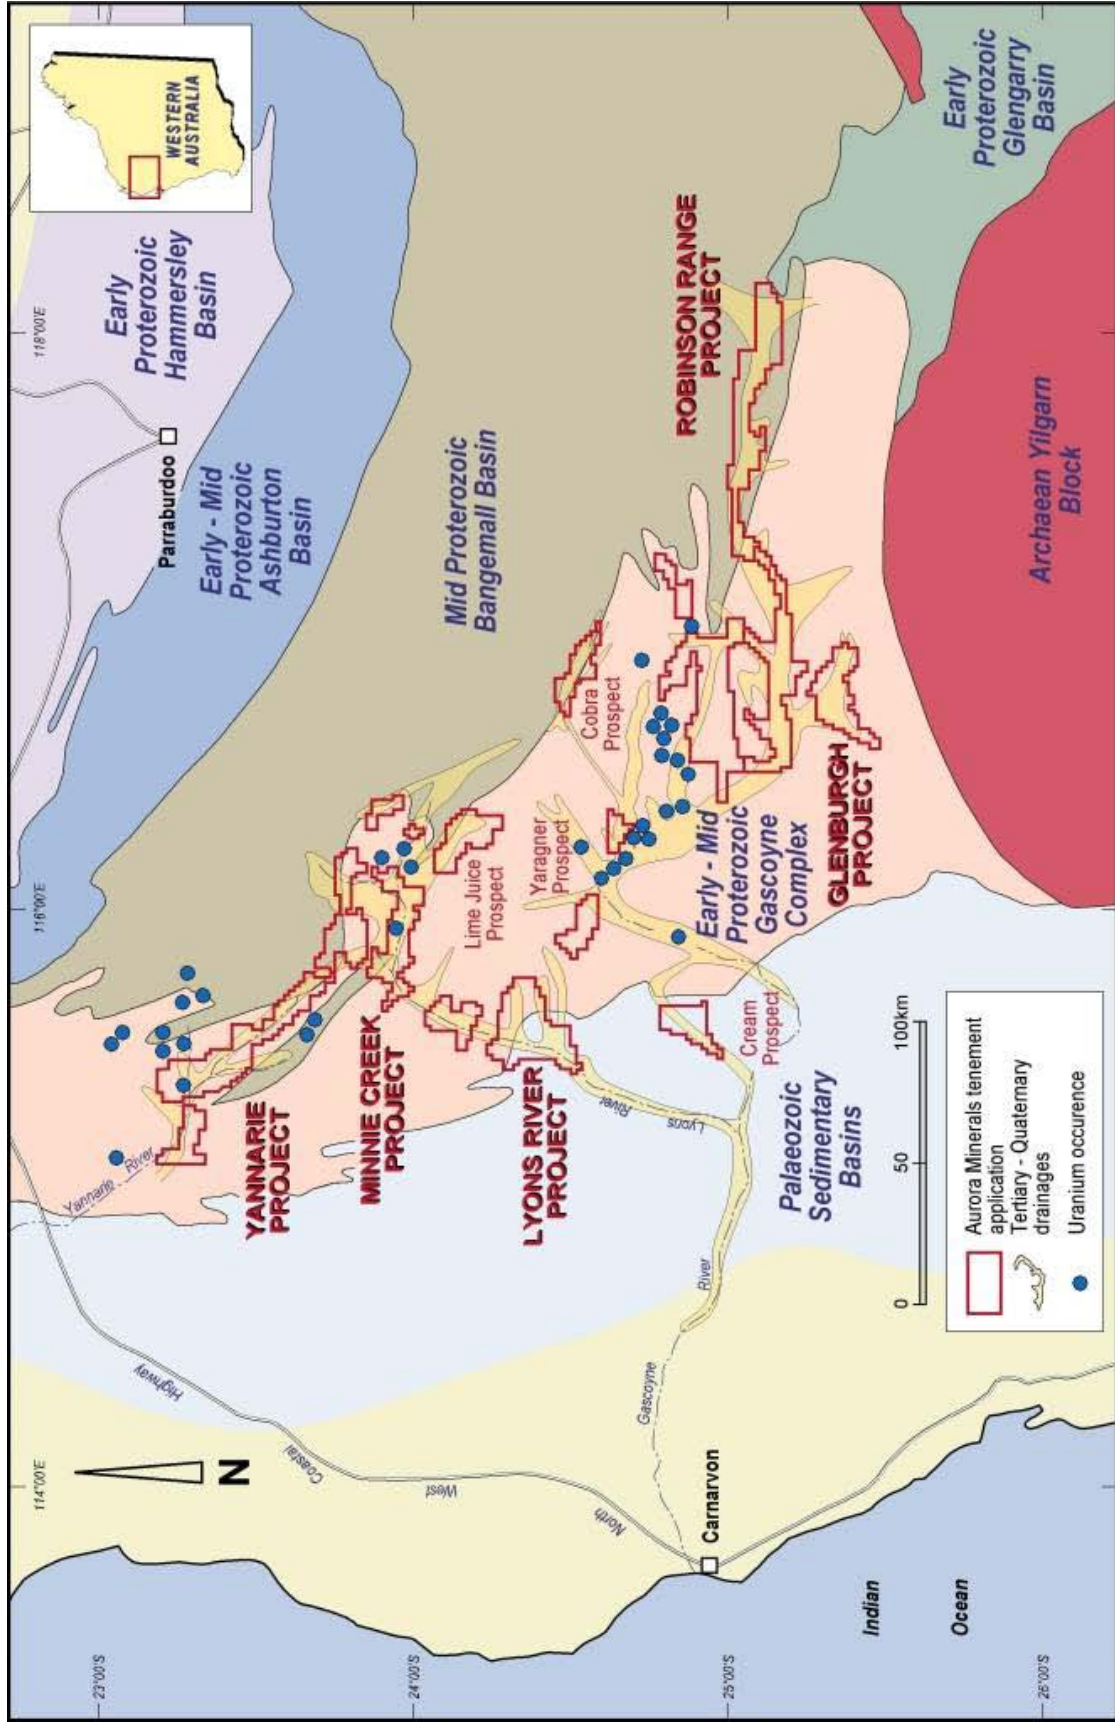 118°00'E
116°00'E
114°00'E
23°00'S
24°00'S
25°00'S
26°00'S
WESTERN
AUSTRALIA
Early
Proterozoic
Hammersley
Basin
Parraburdoo
Early - Mid
Proterozoic
Ashburton
Basin
Mid Proterozoic
Bangemall Basin
Early
Proterozoic
Glengarry
Basin
ROBINSON RANGE
PROJECT
Archaean Yilgarn
Block
Cobra
Prospect
GLENBURGH
PROJECT
Early - Mid
Proterozoic
Gascoyne
Complex
Yaragner
Prospect
Lime Juice
Prospect
YANNARIE
PROJECT
MINNIE CREEK
PROJECT
LYONS RIVER
PROJECT
Cream
Prospect
Yannarie
River
Lyons
River
Gascoyne
River
Palaeozoic
Sedimentary
Basins
North
West
Coastal
Highway
N
Carnarvon
Indian
Ocean
0
50
100km
Aurora Minerals tenement
application
Tertiary - Quaternary
drainages
Uranium occurence